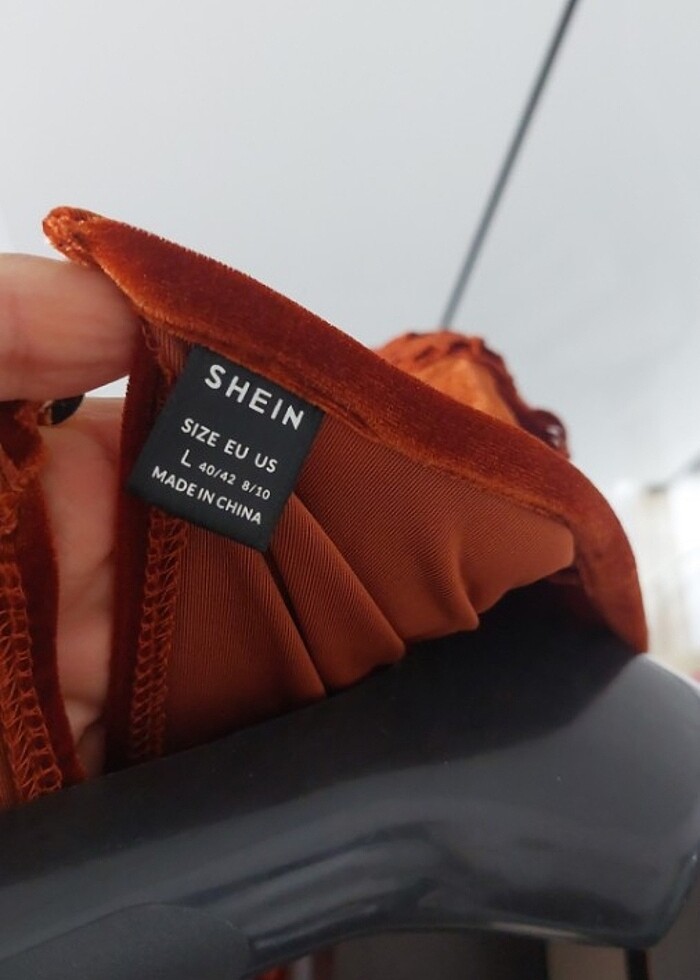 SHEIN
SIZE EU US
L 40/42 8/10
MADE IN CHINA